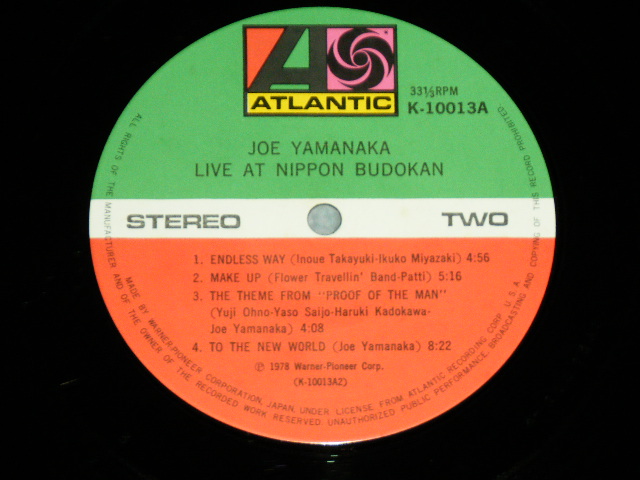 ATLANTIC
33⅓RPM
K-10013A
JOE YAMANAKA
LIVE AT NIPPON BUDOKAN
STEREO
TWO
1. ENDLESS WAY (Inoue Takayuki-Ikuko Miyazaki) 4:56
2. MAKE UP (Flower Travellin' Band-Patti) 5:16
3. THE THEME FROM "PROOF OF THE MAN"
(Yuji Ohno-Yaso Saijo-Haruki Kadokawa-
Joe Yamanaka) 4:08
4. TO THE NEW WORLD (Joe Yamanaka) 8:22
Ⓟ 1978 Warner-Pioneer Corp.
(K-10013A2)
MADE BY WARNER-PIONEER CORPORATION, JAPAN, UNDER LICENSE FROM ATLANTIC RECORDING CORP. U.S.A.
ALL RIGHTS OF THE MANUFACTURER AND OF THE OWNER OF THE RECORDED WORK RESERVED. UNAUTHORIZED PUBLIC PERFORMANCE, BROADCASTING AND COPYING OF THIS RECORD PROHIBITED.